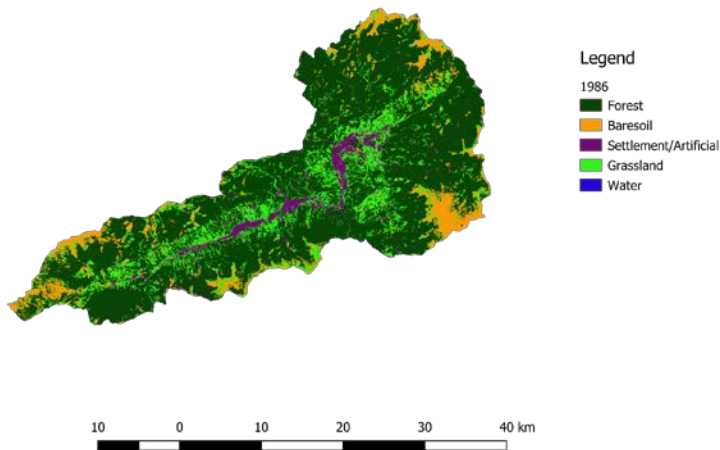 Legend
1986
Forest
Baresoil
Settlement/Artificial
Grassland
Water
10 0 10 20 30 40 km